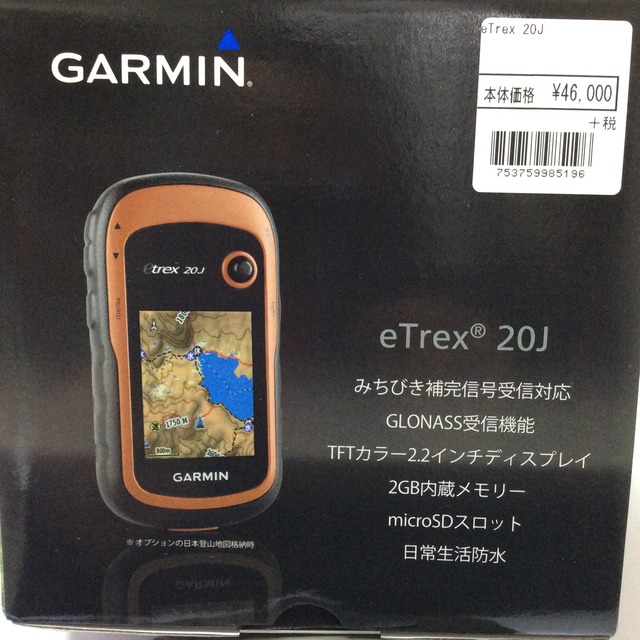 GARMIN®
eTrex 20J
本体価格 ¥46,000
+税
753759985196
etrex 20J
menu
1750M
800m
GARMIN
※ オプションの日本登山地図格納時
eTrex® 20J
みちびき補完信号受信対応
GLONASS受信機能
TFTカラー2.2インチディスプレイ
2GB内蔵メモリー
microSDスロット
日常生活防水
GARMIN